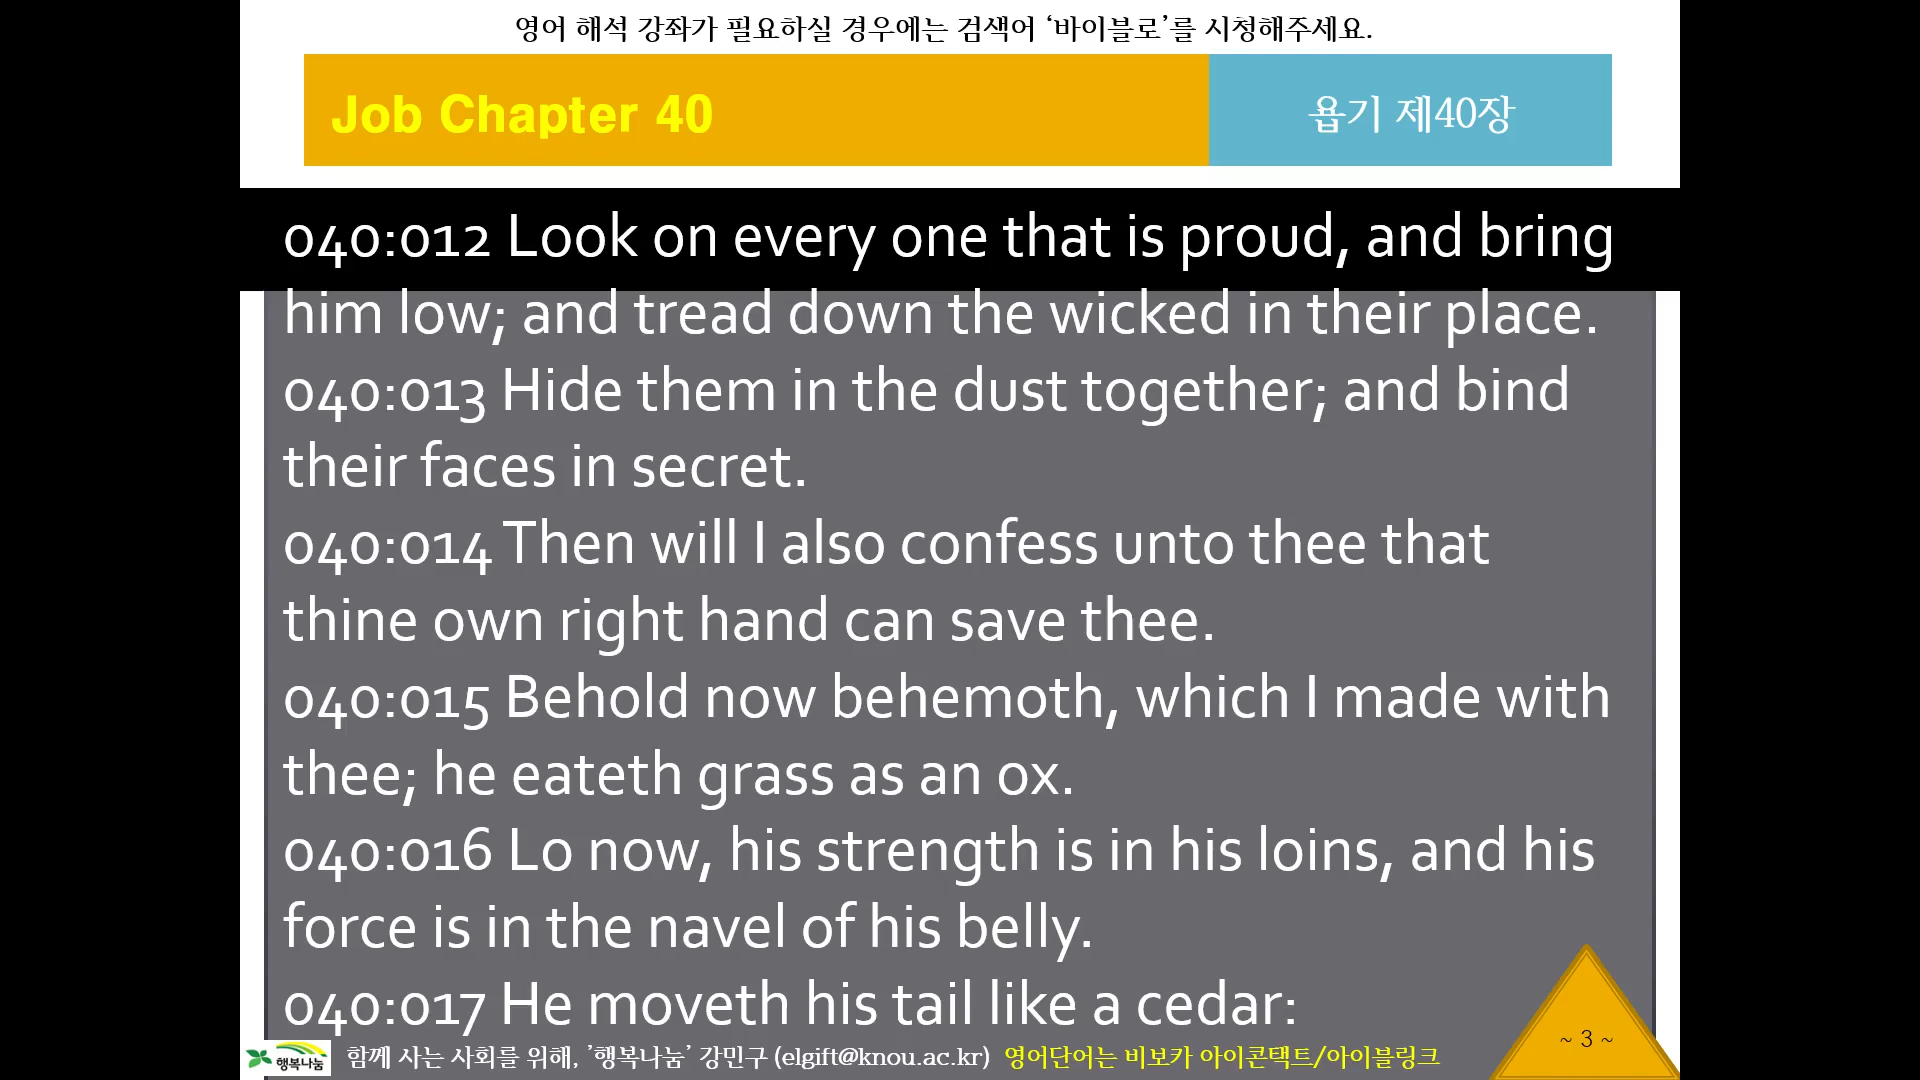 영어 해석 강좌가 필요하실 경우에는 검색어 ‘바이블로’를 시청해주세요.
Job Chapter 40
욥기 제40장
040:012 Look on every one that is proud, and bring
him low; and tread down the wicked in their place.
040:013 Hide them in the dust together; and bind
their faces in secret.
040:014 Then will I also confess unto thee that
thine own right hand can save thee.
040:015 Behold now behemoth, which I made with
thee; he eateth grass as an ox.
040:016 Lo now, his strength is in his loins, and his
force is in the navel of his belly.
040:017 He moveth his tail like a cedar:
~ 3 ~
행복나눔
함께 사는 사회를 위해, ’행복나눔’ 강민구 (elgift@knou.ac.kr) 영어단어는 비보카 아이콘택트/아이블링크